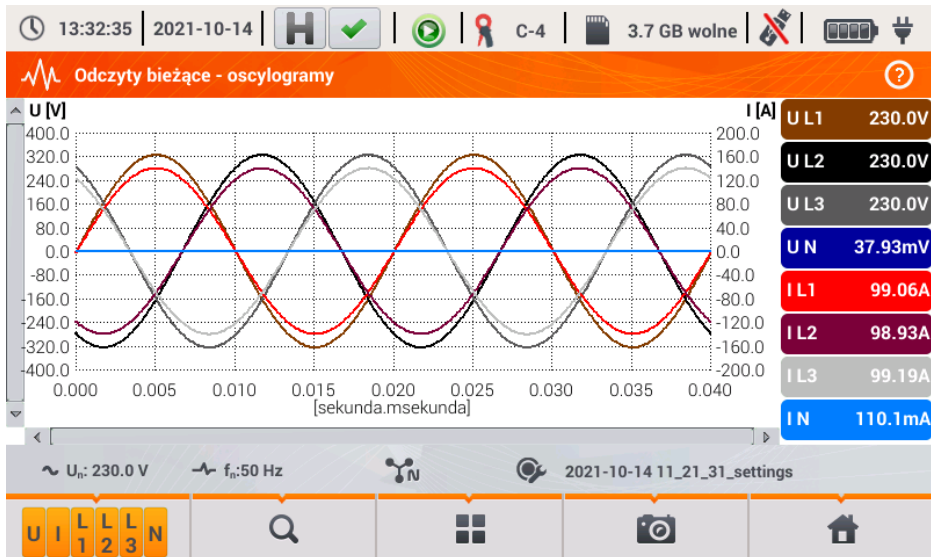 13:32:35 2021-10-14 H C-4 3.7 GB wolne
Odczyty bieżące - oscylogramy ?
U [V] I [A]
400.0 200.0
320.0 160.0
240.0 120.0
160.0 80.0
80.0 40.0
0.0 0.0
-80.0 -40.0
-160.0 -80.0
-240.0 -120.0
-320.0 -160.0
-400.0 -200.0
0.000 0.005 0.010 0.015 0.020 0.025 0.030 0.035 0.040
[sekunda.msekunda]
U L1 230.0V
U L2 230.0V
U L3 230.0V
U N 37.93mV
I L1 99.06A
I L2 98.93A
I L3 99.19A
I N 110.1mA
Un: 230.0 V fn:50 Hz N 2021-10-14 11_21_31_settings
U I L1 L2 L3 N